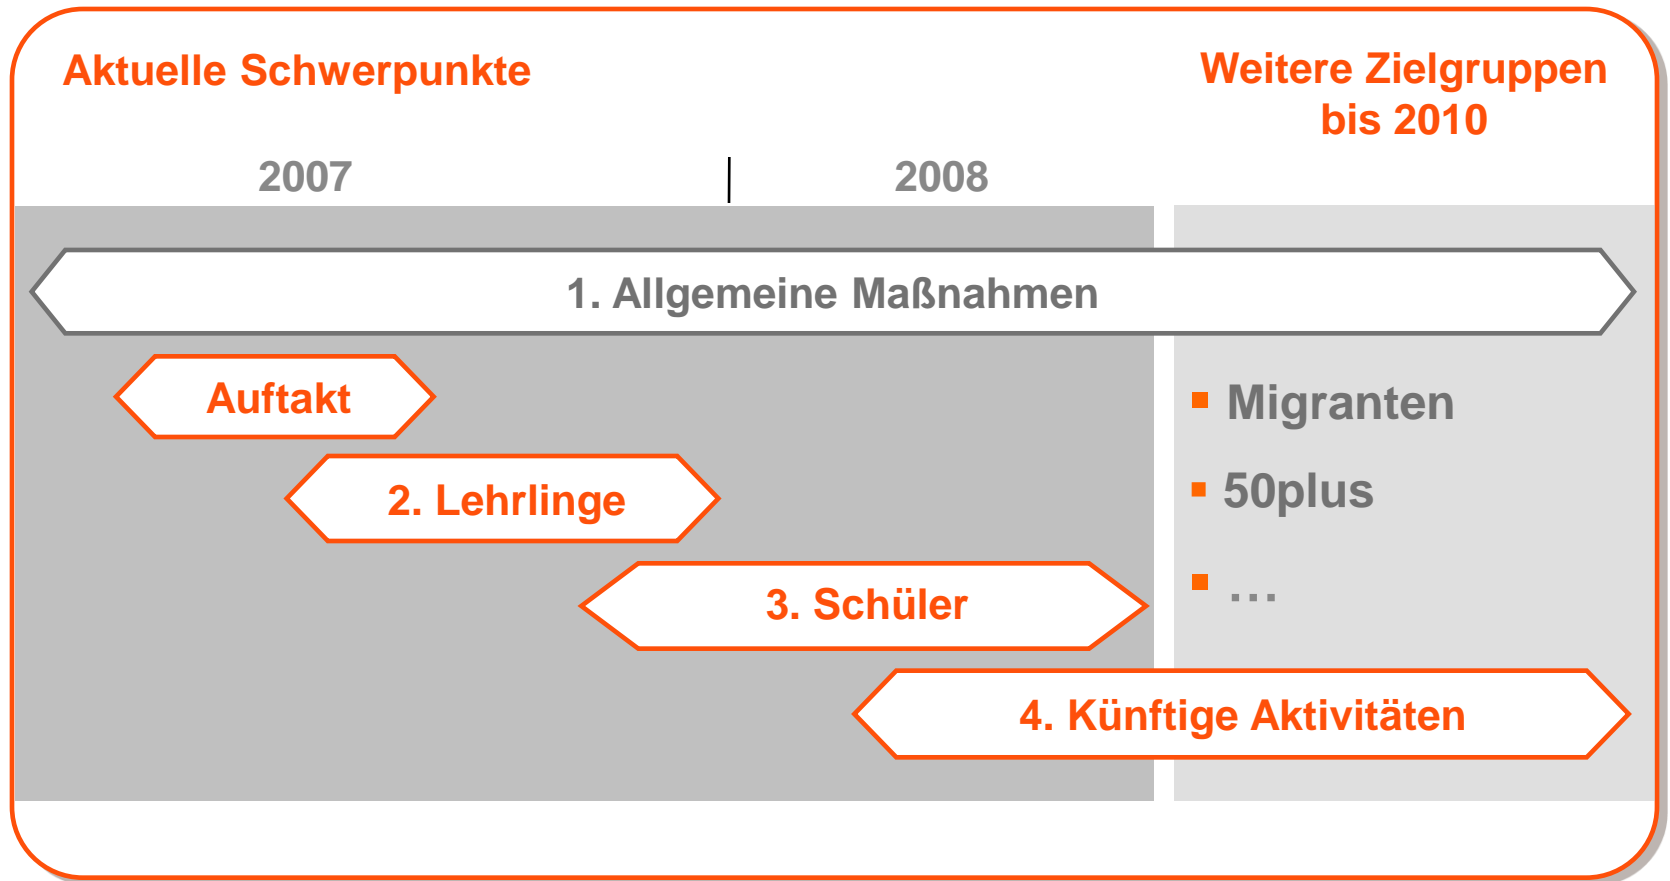 Aktuelle Schwerpunkte
Weitere Zielgruppen
bis 2010
2007
2008
1. Allgemeine Maßnahmen
Auftakt
2. Lehrlinge
3. Schüler
4. Künftige Aktivitäten
Migranten
50plus
…